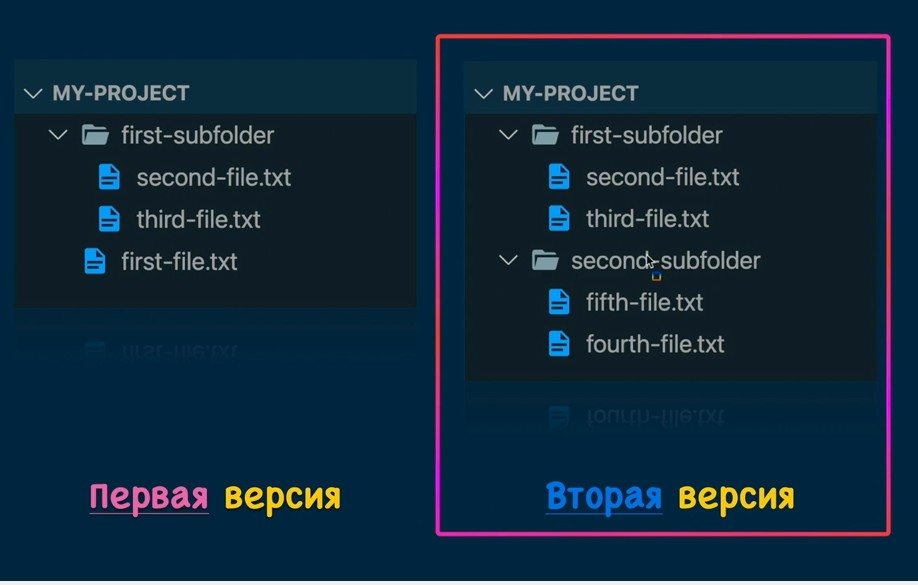 MY-PROJECT
first-subfolder
second-file.txt
third-file.txt
first-file.txt
Первая версия
MY-PROJECT
first-subfolder
second-file.txt
third-file.txt
second-subfolder
fifth-file.txt
fourth-file.txt
Вторая версия